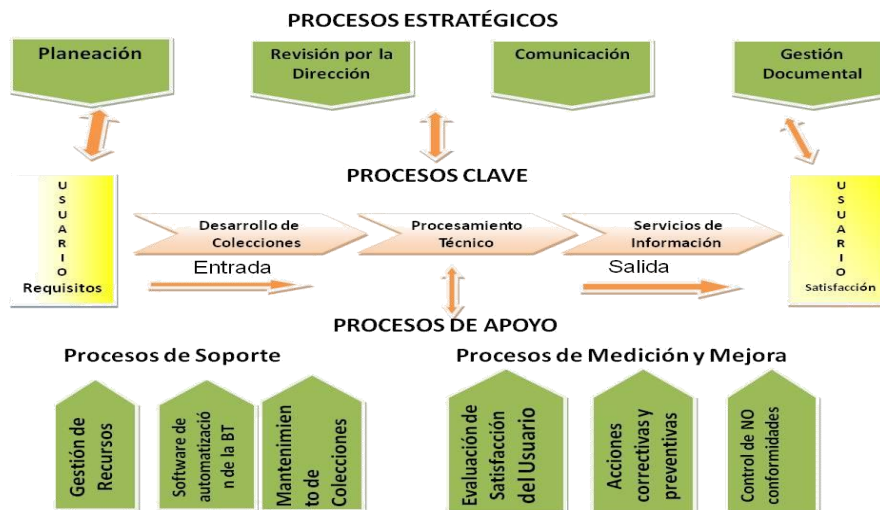 PROCESOS ESTRATÉGICOS
Planeación
Revisión por la
Dirección
Comunicación
Gestión
Documental
PROCESOS CLAVE
USUARIO
Requisitos
Desarrollo de
Colecciones
Procesamiento
Técnico
Servicios de
Información
Entrada
Salida
USUARIO
Satisfacción
PROCESOS DE APOYO
Procesos de Soporte
Procesos de Medición y Mejora
Gestión de
Recursos
Software de
automatizació
n de la BT
Mantenimien
to de
Colecciones
Evaluación de
Satisfacción
del Usuario
Acciones
correctivas y
preventivas
Control de NO
conformidades